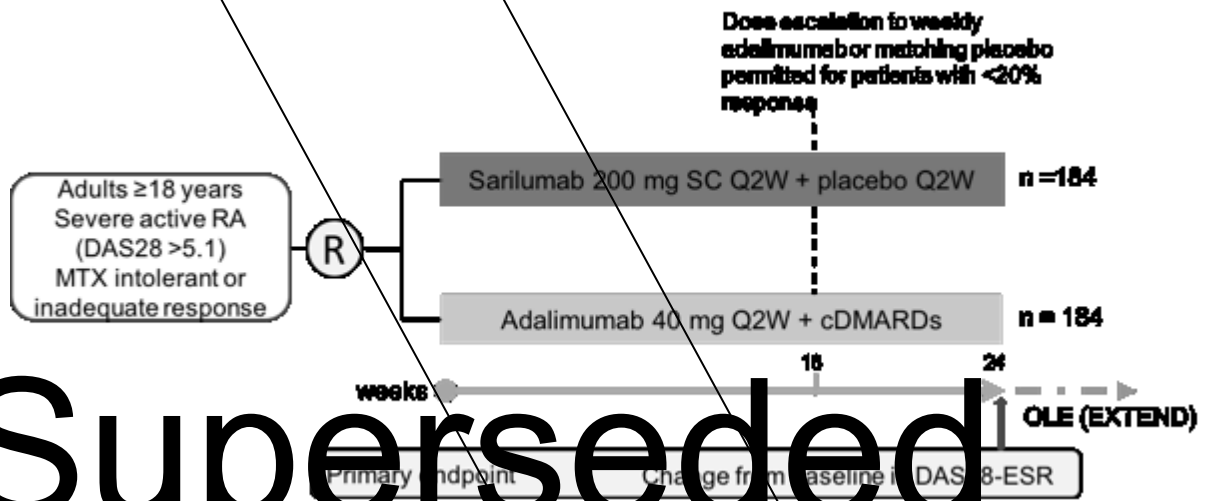 Dose escalation to weekly
adalimumab or matching placebo
permitted for patients with <20%
response
Adults ≥18 years
Severe active RA
(DAS28 >5.1)
MTX intolerant or
inadequate response
R
Sarilumab 200 mg SC Q2W + placebo Q2W
n =184
Adalimumab 40 mg Q2W + cDMARDs
n = 184
16
24
weeks
OLE (EXTEND)
Superseded
Primary endpoint
Change from baseline in DAS28-ESR